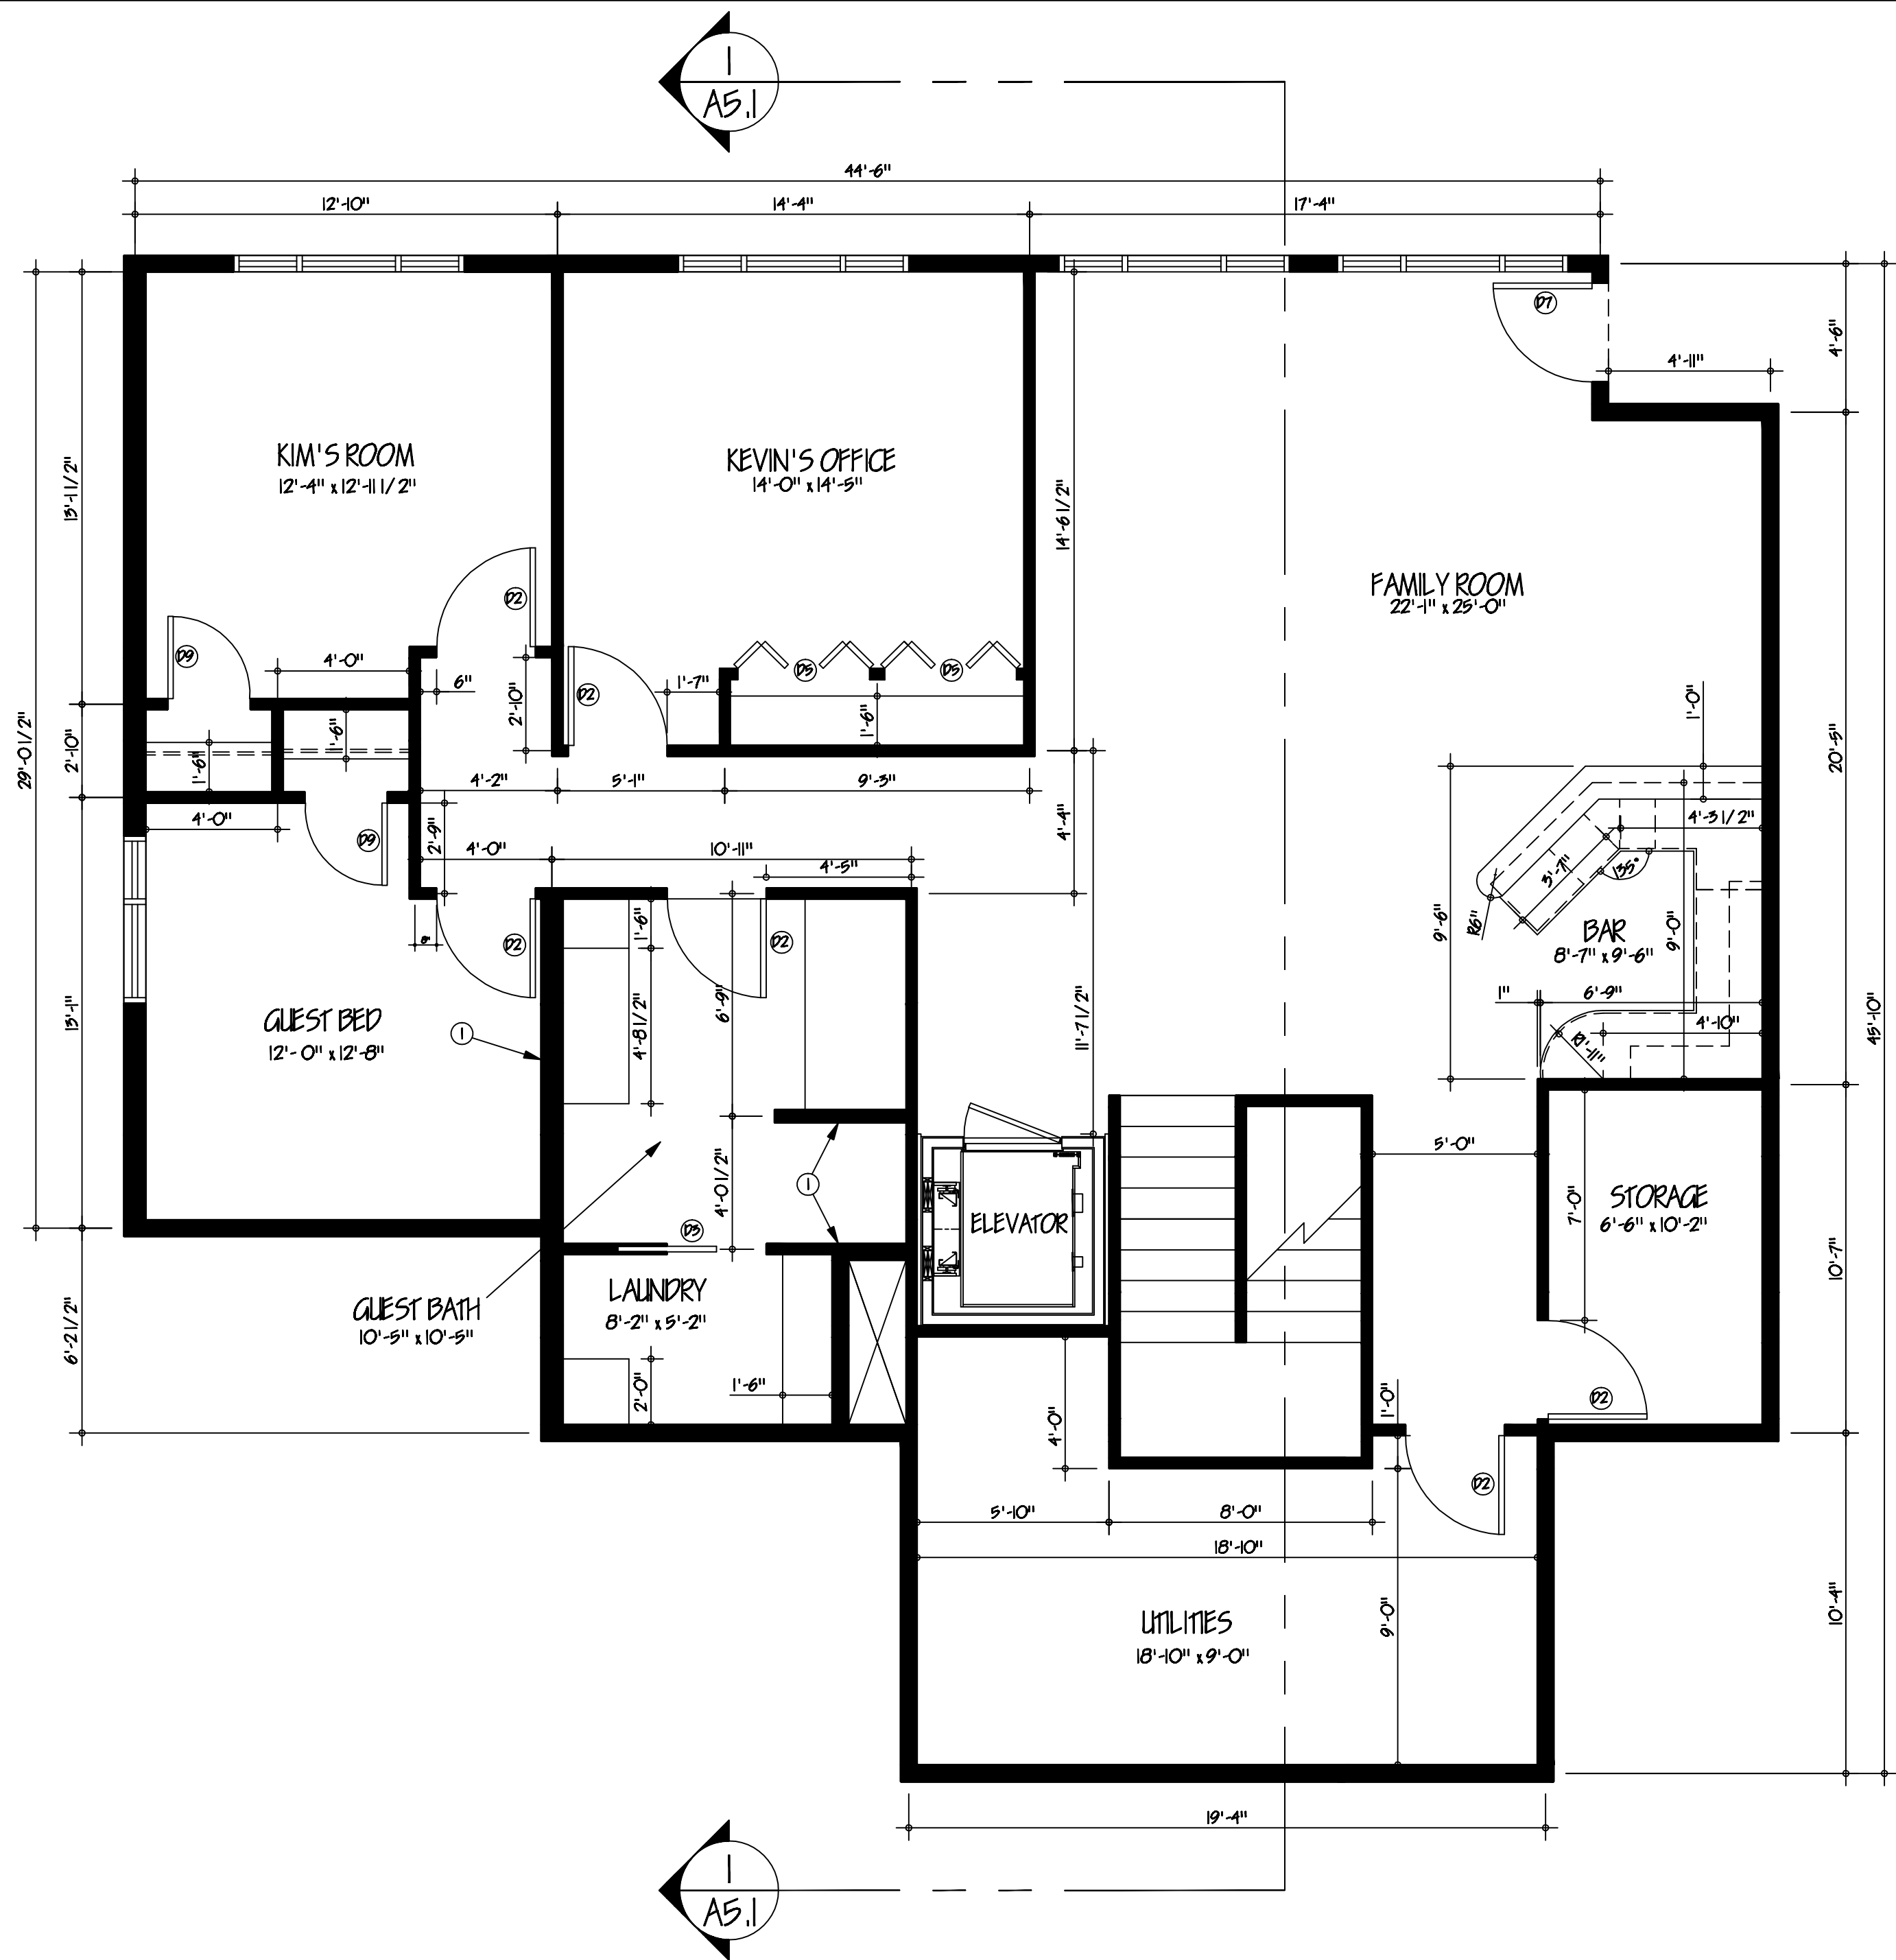 1
A5.1
44'-6"
12'-10"
14'-4"
17'-4"
D7
4'-6"
4'-11"
KIM'S ROOM
12'-4" x 12'-11 1/2"
KEVIN'S OFFICE
14'-0" x 14'-5"
13'-1 1/2"
14'-6 1/2"
FAMILY ROOM
22'-1" x 25'-0"
D2
D9
4'-0"
6"
2'-10"
D2
1'-7"
D5
D5
1'-6"
1'-0"
29'-0 1/2"
2'-10"
1'-6"
1'-6"
20'-5"
4'-2"
5'-1"
9'-3"
4'-0"
D9
2'-9"
4'-4"
4'-3 1/2"
4'-0"
10'-11"
4'-5"
3'-7"
135°
R6"
9'-6"
BAR
8'-7" x 9'-6"
9'-0"
8"
D2
1'-6"
D2
13'-1"
GUEST BED
12'-0" x 12'-8"
1
4'-8 1/2"
6'-9"
11'-7 1/2"
1"
6'-9"
4'-10"
R1'-11"
45'-10"
5'-0"
4'-0 1/2"
1
7'-0"
STORAGE
6'-6" x 10'-2"
ELEVATOR
D3
10'-7"
LAUNDRY
8'-2" x 5'-2"
GUEST BATH
10'-5" x 10'-5"
6'-2 1/2"
2'-0"
1'-6"
4'-0"
1'-0"
D2
D2
5'-10"
8'-0"
18'-10"
UTILITIES
18'-10" x 9'-0"
9'-0"
10'-4"
19'-4"
1
A5.1